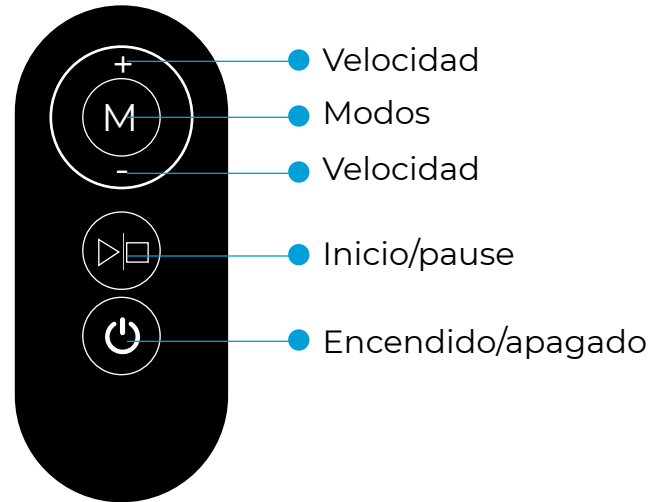 + Velocidad
M Modos
- Velocidad
Inicio/pause
Encendido/apagado